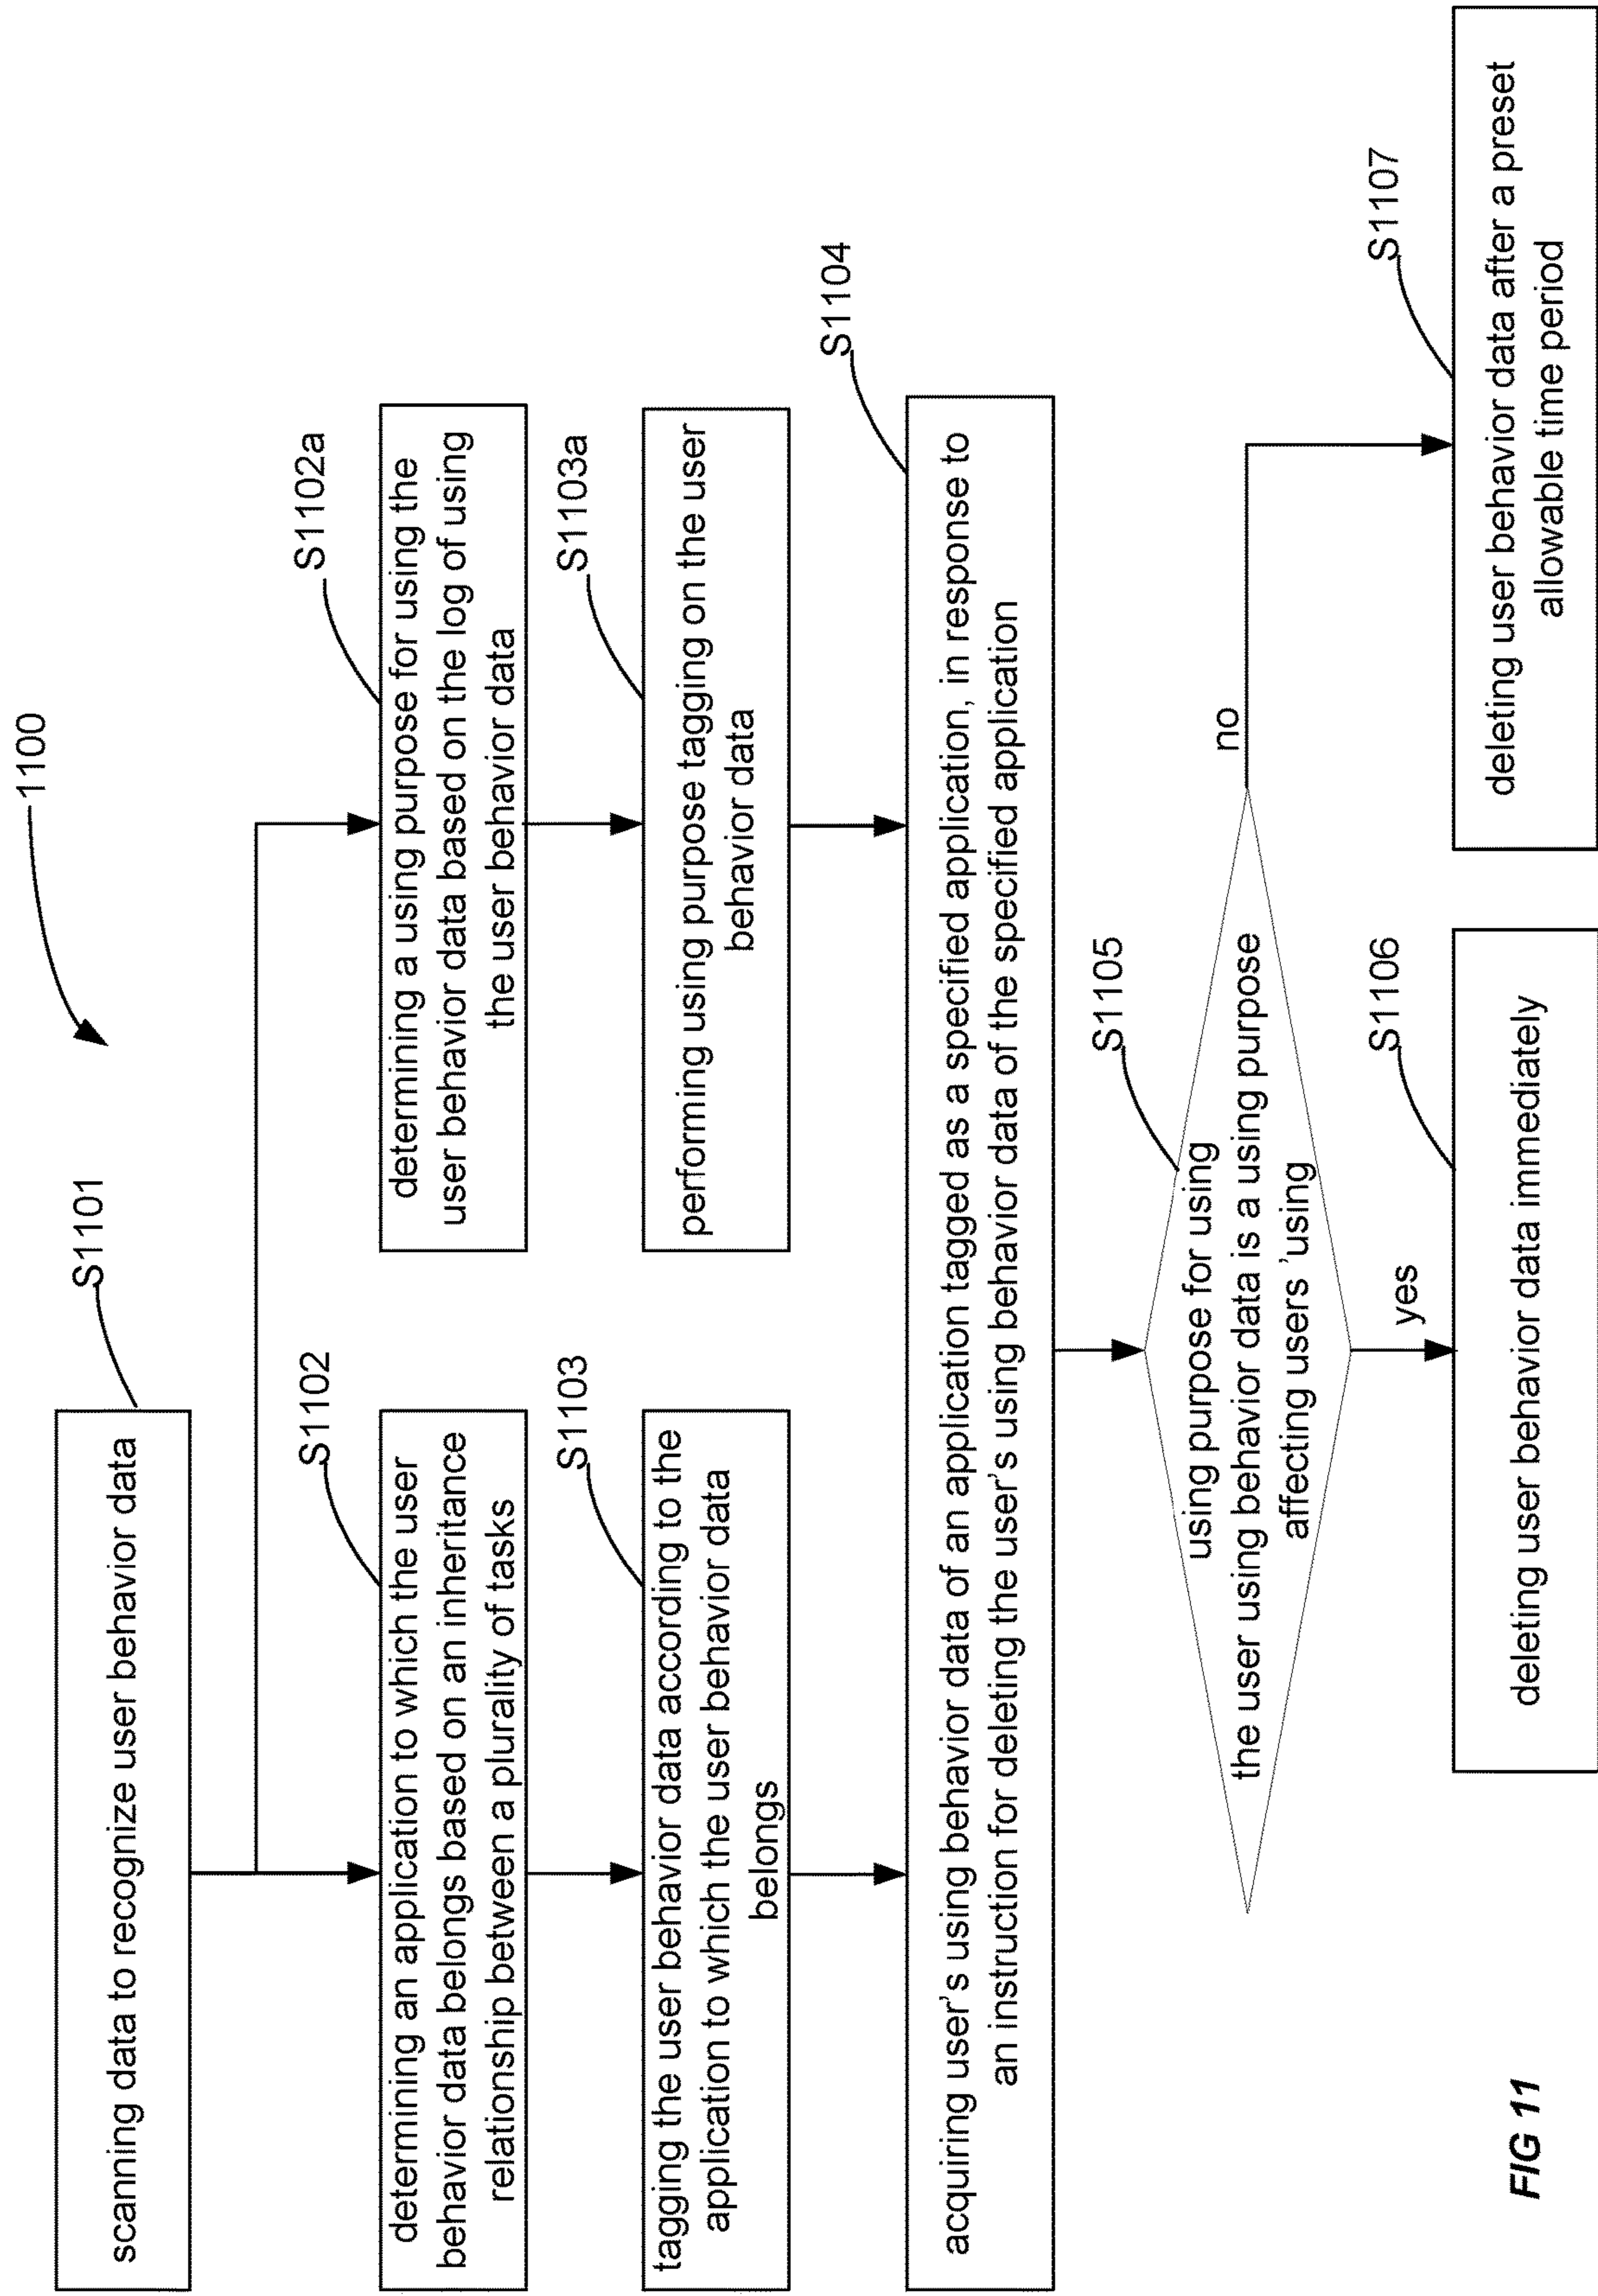 1100
S1101
scanning data to recognize user behavior data
S1102
determining an application to which the user
behavior data belongs based on an inheritance
relationship between a plurality of tasks
S1102a
determining a using purpose for using the
user behavior data based on the log of using
the user behavior data
S1103
tagging the user behavior data according to the
application to which the user behavior data
belongs
S1103a
performing using purpose tagging on the user
behavior data
S1104
acquiring user's using behavior data of an application tagged as a specified application, in response to
an instruction for deleting the user's using behavior data of the specified application
S1105
using purpose for using
the user using behavior data is a using purpose
affecting users 'using
no
yes
S1106
deleting user behavior data immediately
S1107
deleting user behavior data after a preset
allowable time period
FIG 11